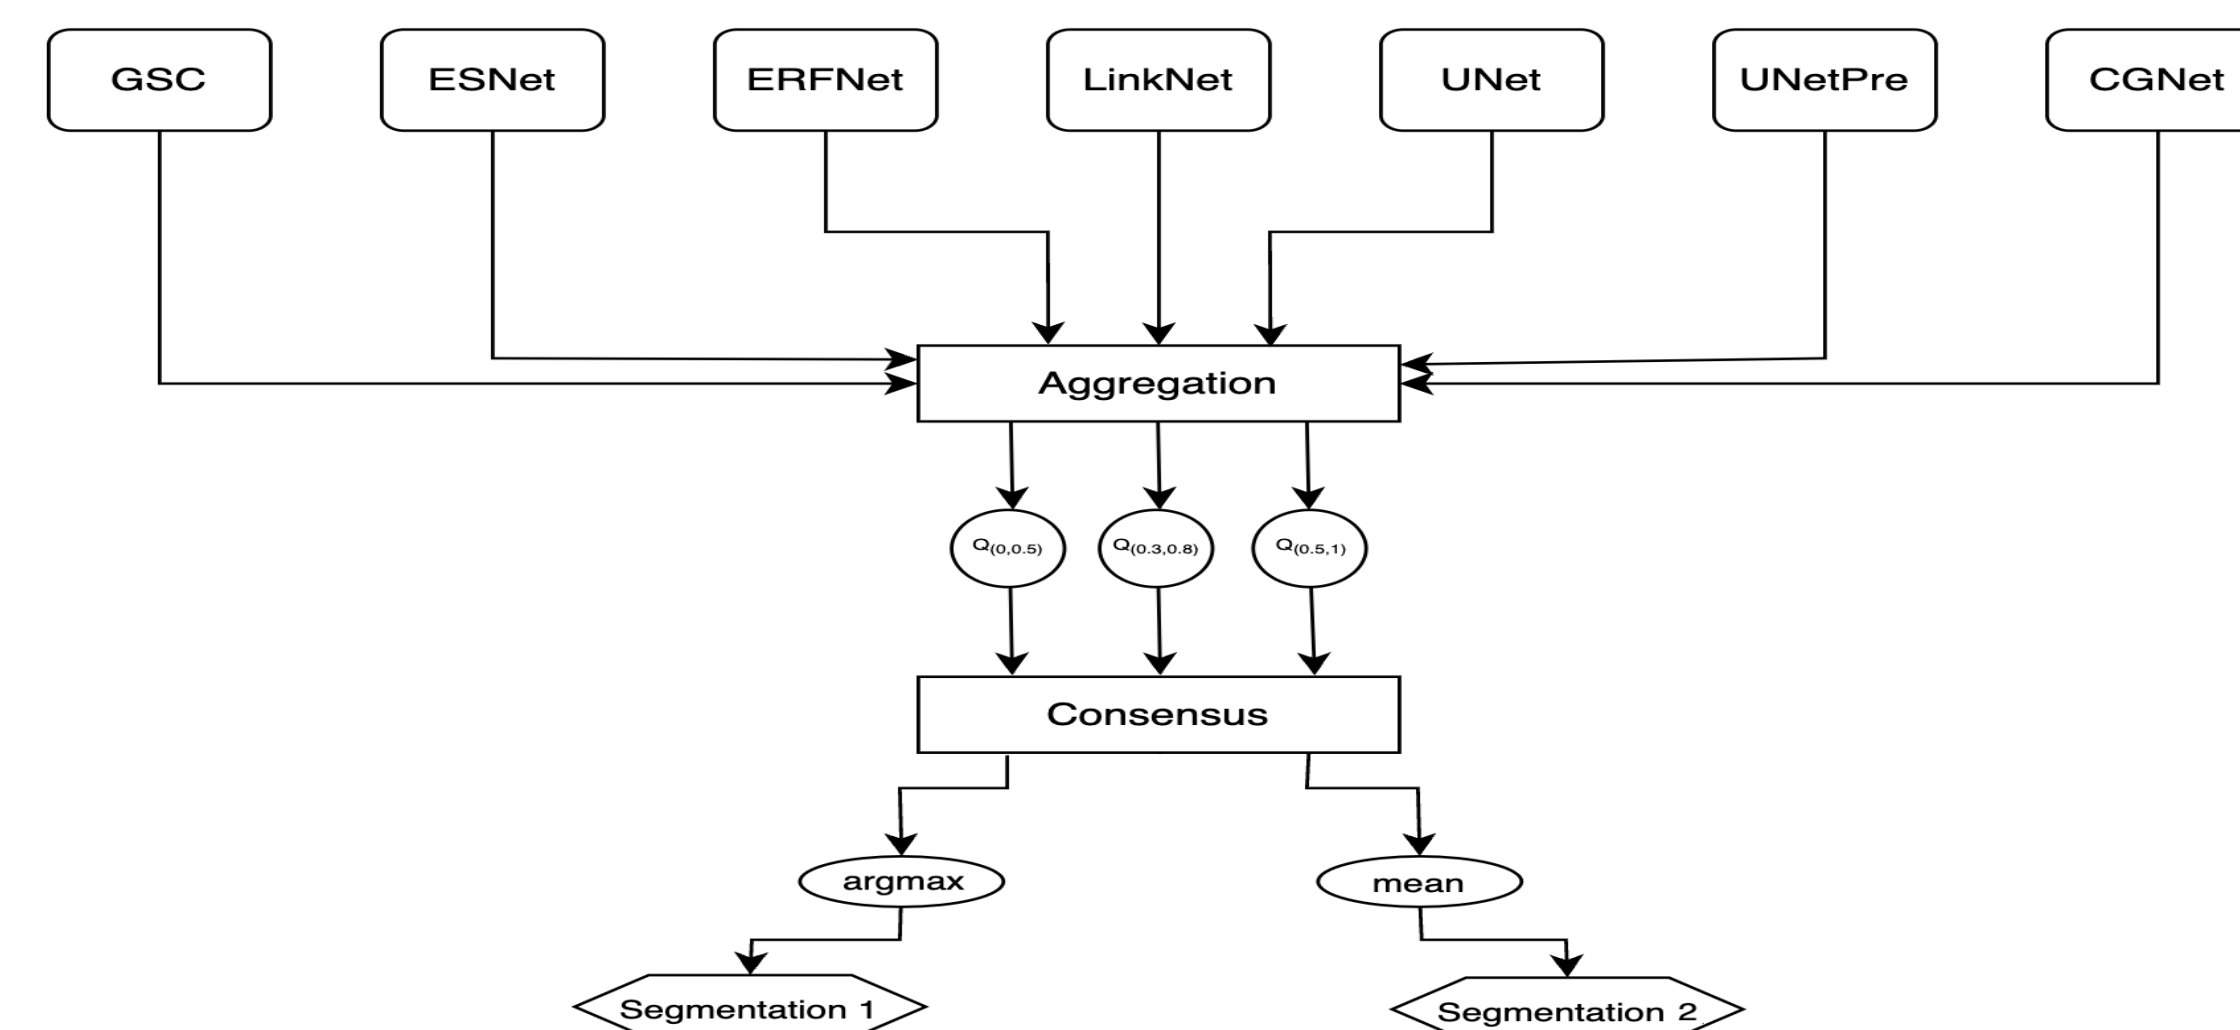 GSC ESNet ERFNet LinkNet UNet UNetPre CGNet
Aggregation
Q(0,0.5) Q(0.3,0.8) Q(0.5,1)
Consensus
argmax mean
Segmentation 1 Segmentation 2